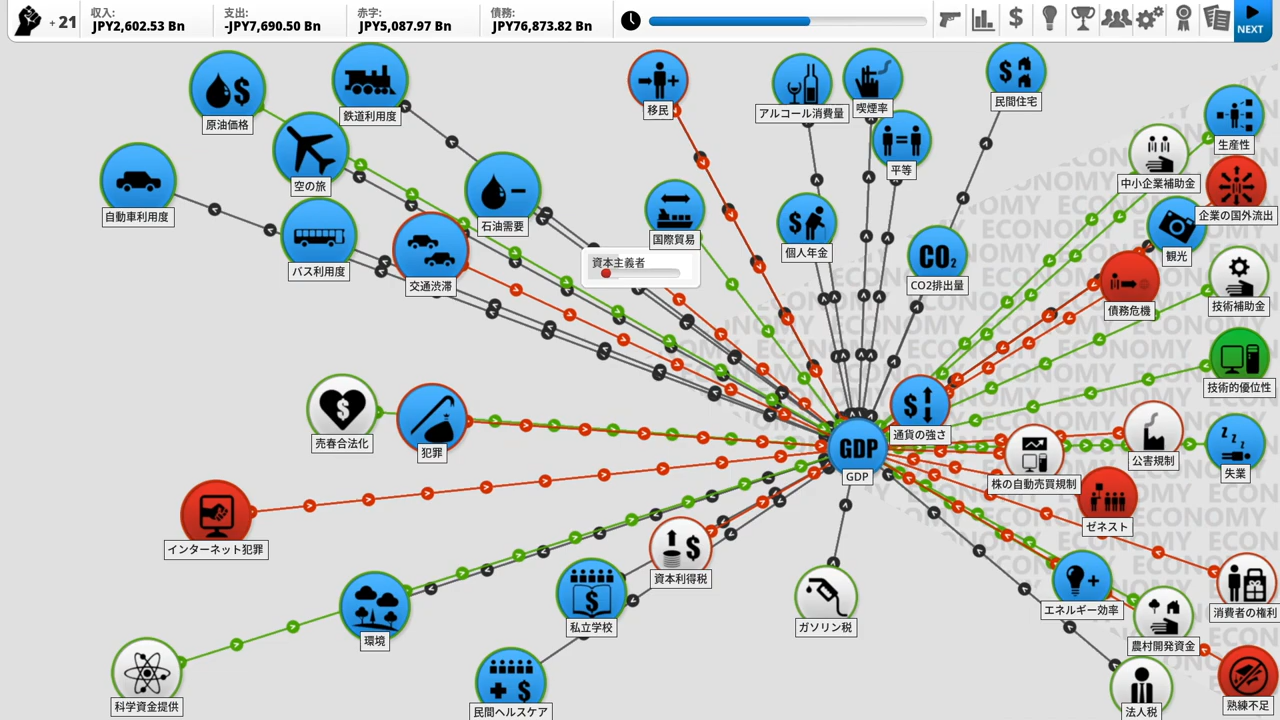 + 21
収入:
JPY2,602.53 Bn
支出:
-JPY7,690.50 Bn
赤字:
JPY5,087.97 Bn
債務:
JPY76,873.82 Bn
NEXT
原油価格
鉄道利用度
移民
アルコール消費量
喫煙率
民間住宅
空の旅
平等
生産性
中小企業補助金
自動車利用度
石油需要
企業の国外流出
バス利用度
交通渋滞
国際貿易
個人年金
CO2
CO2排出量
観光
資本主義者
債務危機
技術補助金
技術的優位性
売春合法化
犯罪
通貨の強さ
GDP
GDP
株の自動売買規制
公害規制
失業
ゼネスト
インターネット犯罪
資本利得税
私立学校
ガソリン税
環境
エネルギー効率
消費者の権利
農村開発資金
科学資金提供
民間ヘルスケア
法人税
熟練不足
ECONOMY ECONOMY ECONOMY